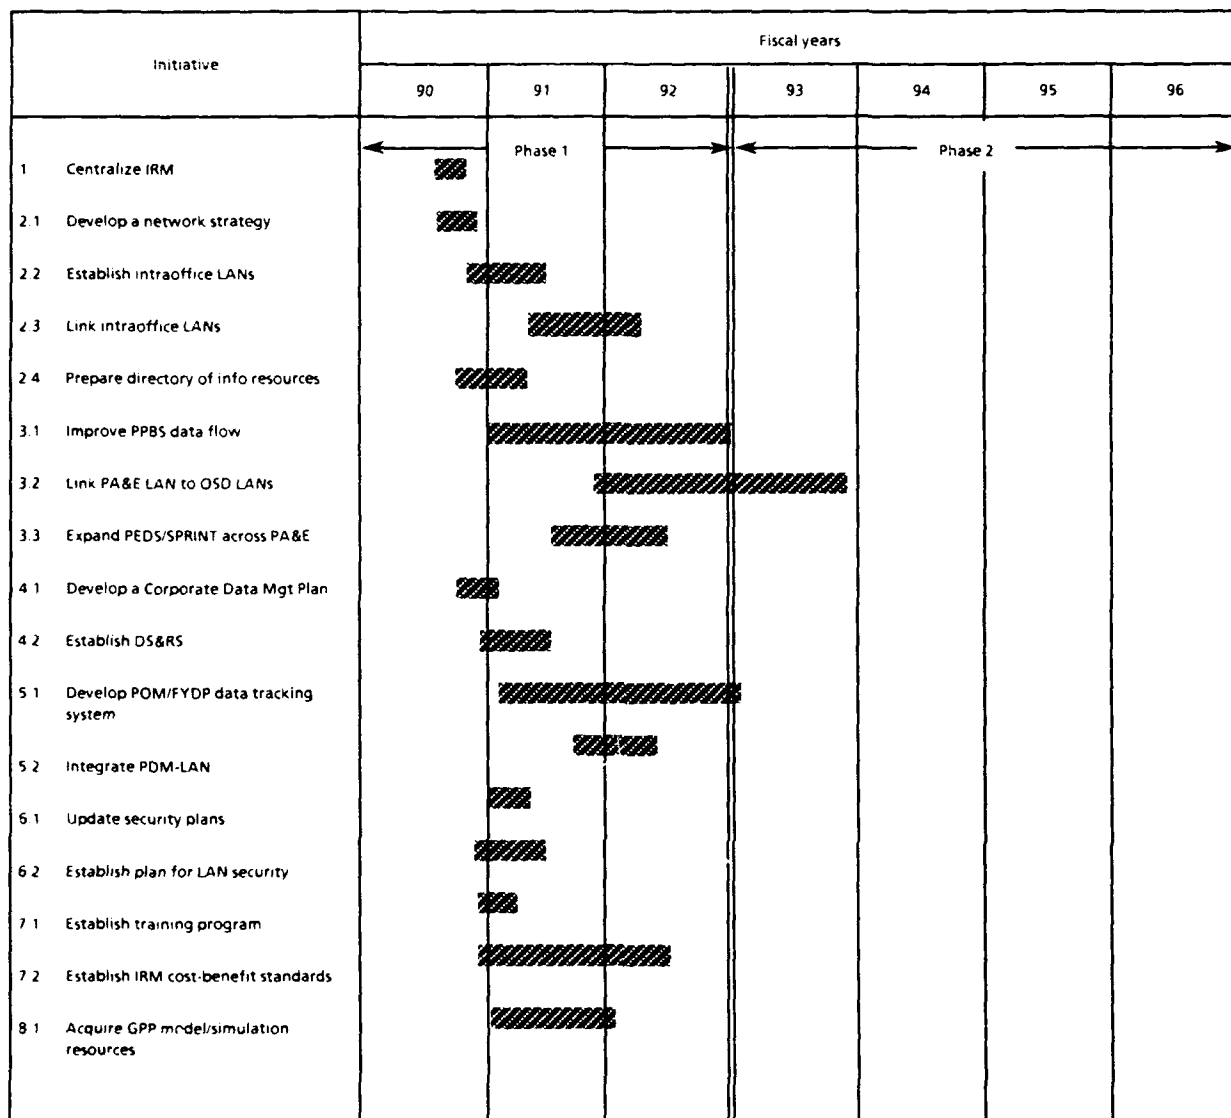 Initiative
Fiscal years
90 91 92 93 94 95 96
Phase 1 Phase 2
1 Centralize IRM
2.1 Develop a network strategy
2.2 Establish intraoffice LANs
2.3 Link intraoffice LANs
2.4 Prepare directory of info resources
3.1 Improve PPBS data flow
3.2 Link PA&E LAN to OSD LANs
3.3 Expand PEDS/SPRINT across PA&E
4.1 Develop a Corporate Data Mgt Plan
4.2 Establish DS&RS
5.1 Develop POM/FYDP data tracking
system
5.2 Integrate PDM-LAN
6.1 Update security plans
6.2 Establish plan for LAN security
7.1 Establish training program
7.2 Establish IRM cost-benefit standards
8.1 Acquire GPP model/simulation
resources